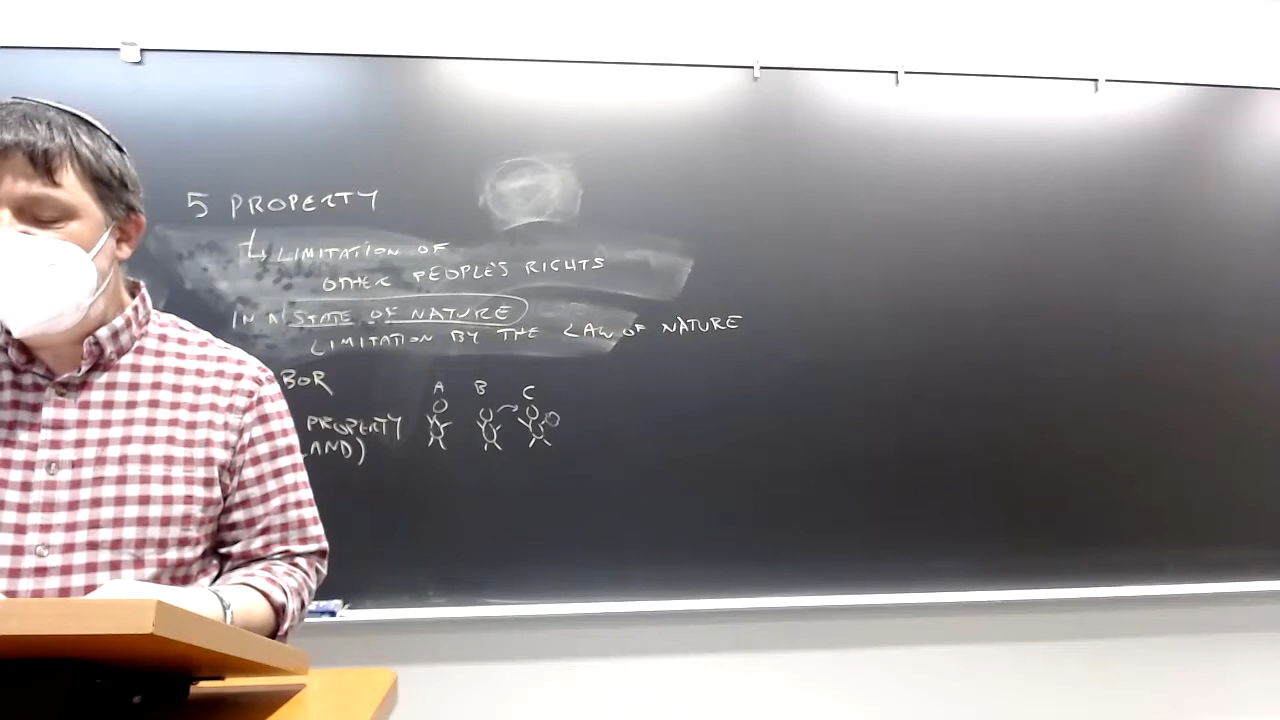 5 PROPERTY
↳ LIMITATION OF
OTHER PEOPLE'S RIGHTS
IN A STATE OF NATURE
LIMITATION BY THE LAW OF NATURE
BOR
A B C
PROPERTY
AND)